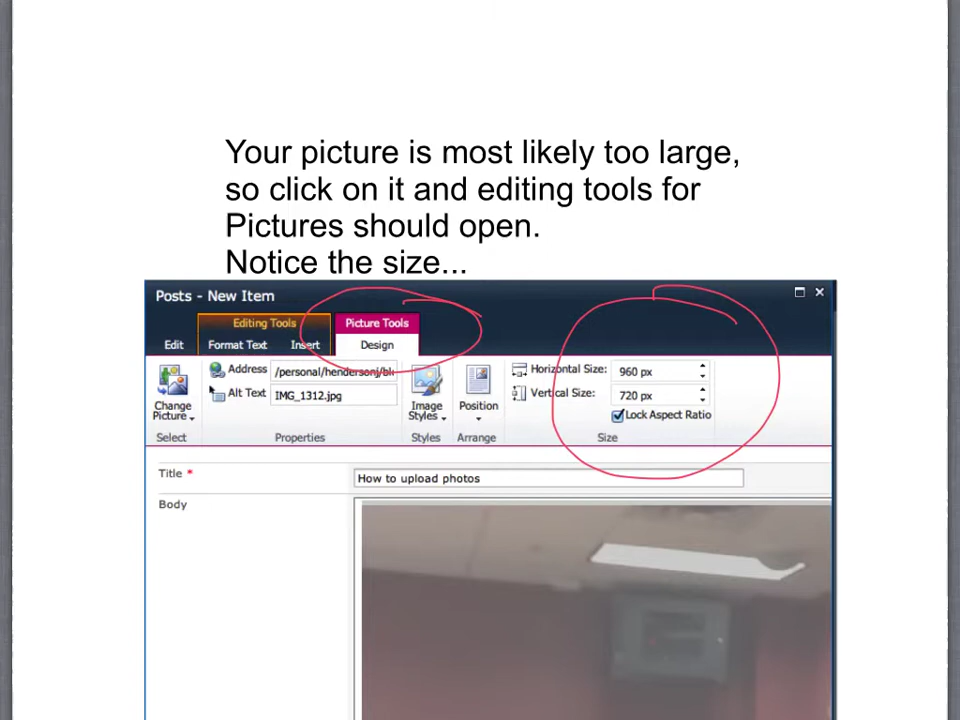 Your picture is most likely too large,
so click on it and editing tools for
Pictures should open.
Notice the size...
Posts - New Item
Editing Tools Picture Tools
Edit Format Text Insert Design
Address /personal/hendersonj/bl
Horizontal Size: 960 px
Alt Text IMG_1312.jpg
Vertical Size: 720 px
Change
Picture
Image
Styles
Position
Lock Aspect Ratio
Select Properties Styles Arrange Size
Title * How to upload photos
Body